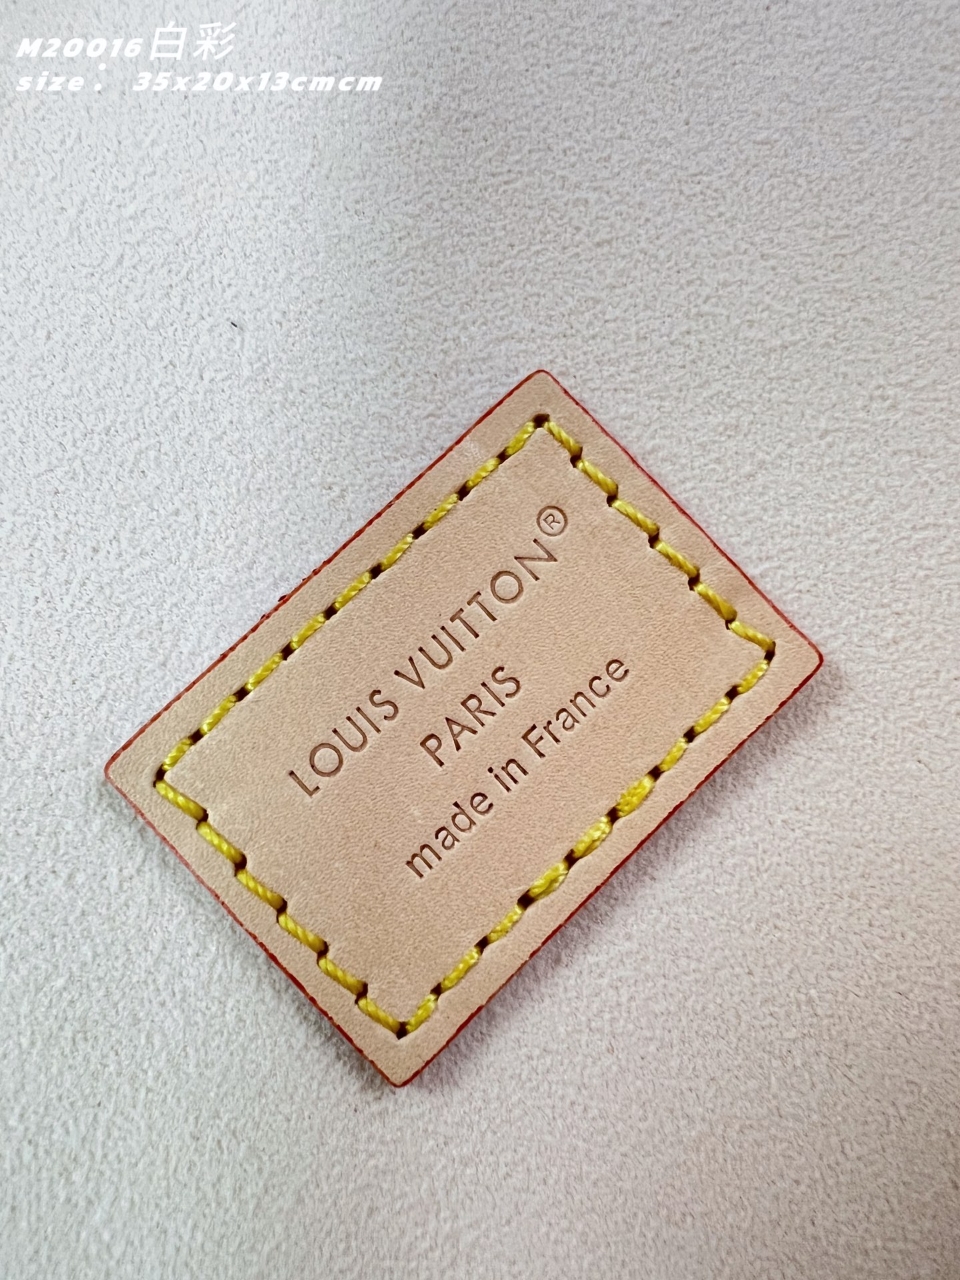 M20016白彩
size：35x20x13cmcm
LOUIS VUITTON®
PARIS
made in France